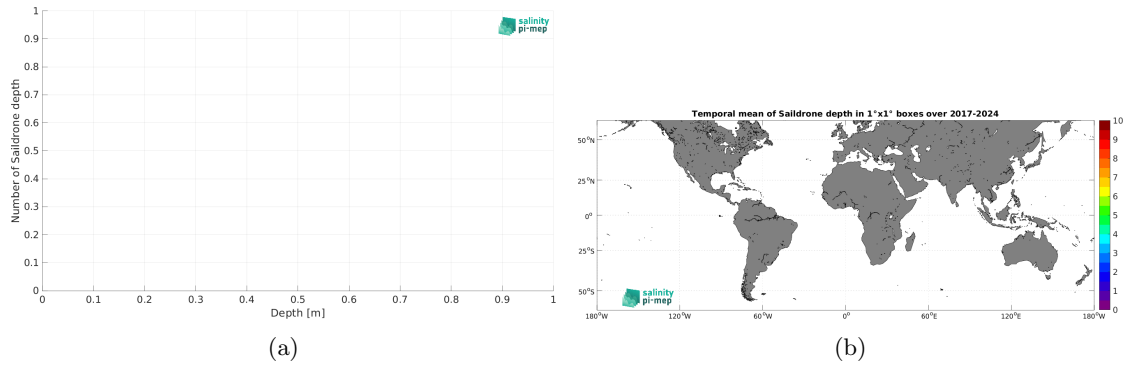 1
0.9
0.8
0.7
0.6
0.5
0.4
0.3
0.2
0.1
0
Number of Saildrone depth
0 0.1 0.2 0.3 0.4 0.5 0.6 0.7 0.8 0.9 1
Depth [m]
salinity
pi-mep
(a)
Temporal mean of Saildrone depth in 1°x1° boxes over 2017-2024
50°N
25°N
0°
25°S
50°S
180°W 120°W 60°W 0° 60°E 120°E 180°W
10
9
8
7
6
5
4
3
2
1
0
salinity
pi-mep
(b)